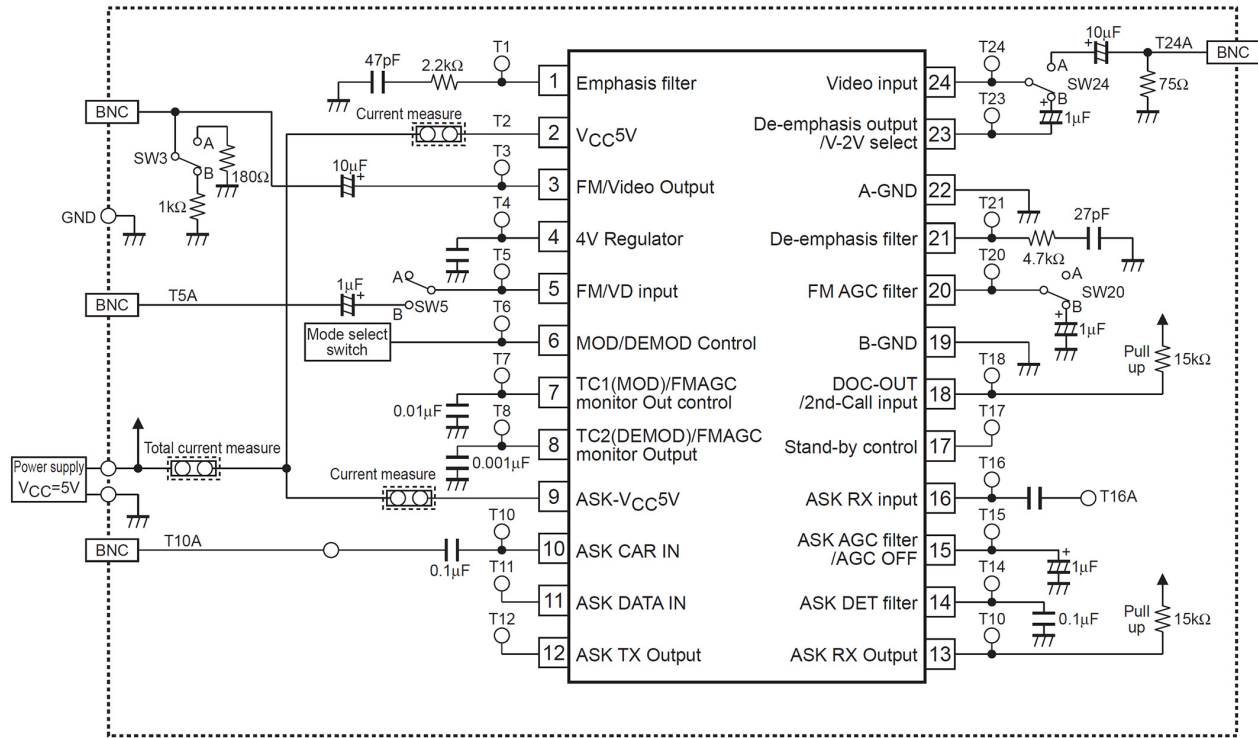 BNC
SW3
A
B
180Ω
1kΩ
GND
BNC
T5A
1μF
+
A
B
SW5
Mode select
switch
Power supply
VCC=5V
Total current measure
BNC
T10A
0.1μF
47pF
2.2kΩ
Current measure
10μF
+
0.01μF
0.001μF
Current measure
T1
T2
T3
T4
T5
T6
T7
T8
T10
T11
T12
1 Emphasis filter
2 VCC5V
3 FM/Video Output
4 4V Regulator
5 FM/VD input
6 MOD/DEMOD Control
7 TC1(MOD)/FMAGC
monitor Out control
8 TC2(DEMOD)/FMAGC
monitor Output
9 ASK-VCC5V
10 ASK CAR IN
11 ASK DATA IN
12 ASK TX Output
Video input 24
De-emphasis output
/V-2V select 23
A-GND 22
De-emphasis filter 21
FM AGC filter 20
B-GND 19
DOC-OUT
/2nd-Call input 18
Stand-by control 17
ASK RX input 16
ASK AGC filter
/AGC OFF 15
ASK DET filter 14
ASK RX Output 13
T24
T23
T21
T20
T18
T17
T16
T15
T14
T10
A
SW24
B
+
1μF
10μF
+
T24A
BNC
75Ω
4.7kΩ
27pF
A
SW20
B
+
1μF
Pull
up
15kΩ
T16A
+
1μF
0.1μF
Pull
up
15kΩ